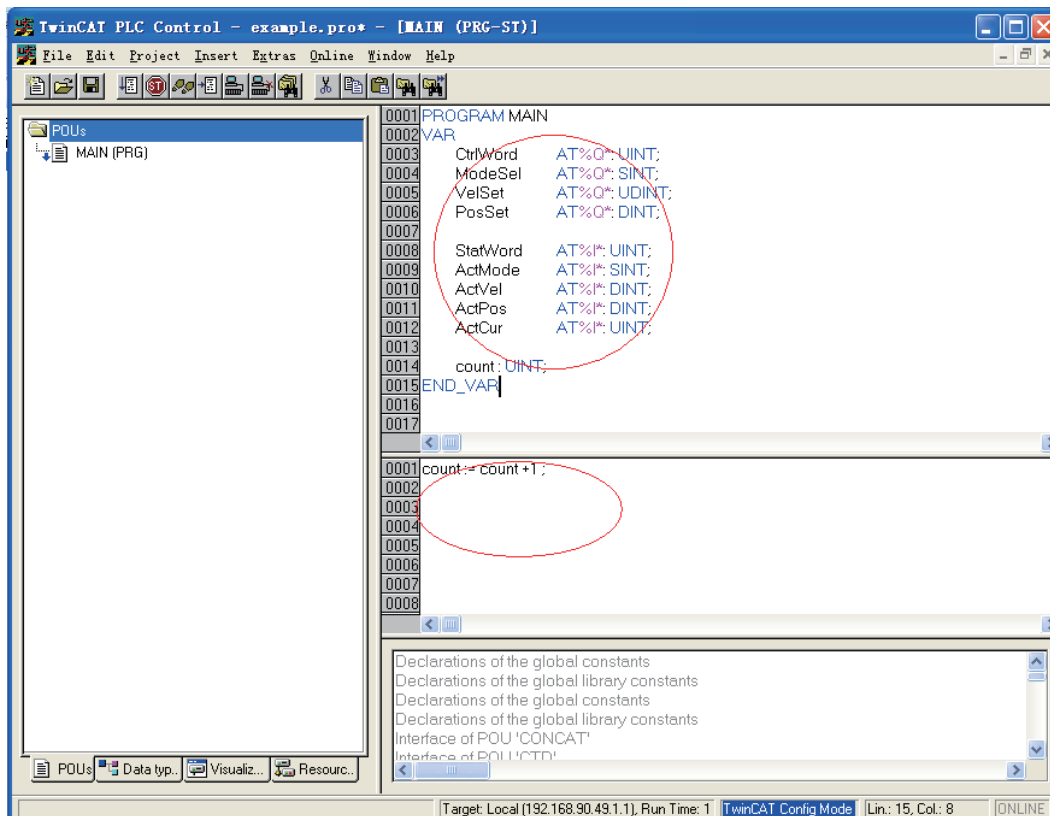 TwinCAT PLC Control - example.pro* - [MAIN (PRG-ST)]
File Edit Project Insert Extras Online Window Help
POUs
MAIN (PRG)
0001 PROGRAM MAIN
0002 VAR
0003 CtrlWord AT%Q*: UINT;
0004 ModeSel AT%Q*: SINT;
0005 VelSet AT%Q*: UDINT;
0006 PosSet AT%Q*: DINT;
0007
0008 StatWord AT%I*: UINT;
0009 ActMode AT%I*: SINT;
0010 ActVel AT%I*: DINT;
0011 ActPos AT%I*: DINT;
0012 ActCur AT%I*: UINT;
0013
0014 count : UINT;
0015 END_VAR
0016
0017
0001 count := count +1 ;
0002
0003
0004
0005
0006
0007
0008
Declarations of the global constants
Declarations of the global library constants
Declarations of the global constants
Declarations of the global library constants
Interface of POU 'CONCAT'
Interface of POU 'CTD'
POUs Data typ.. Visualiz... Resourc..
Target: Local (192.168.90.49.1.1), Run Time: 1 TwinCAT Config Mode Lin.: 15, Col.: 8 ONLINE